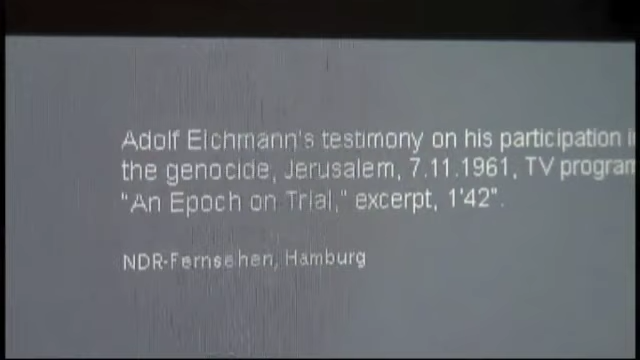 Adolf Eichmann's testimony on his participation i
the genocide, Jerusalem, 7.11.1961, TV program
"An Epoch on Trial," excerpt, 1'42".
NDR-Fernsehen, Hamburg